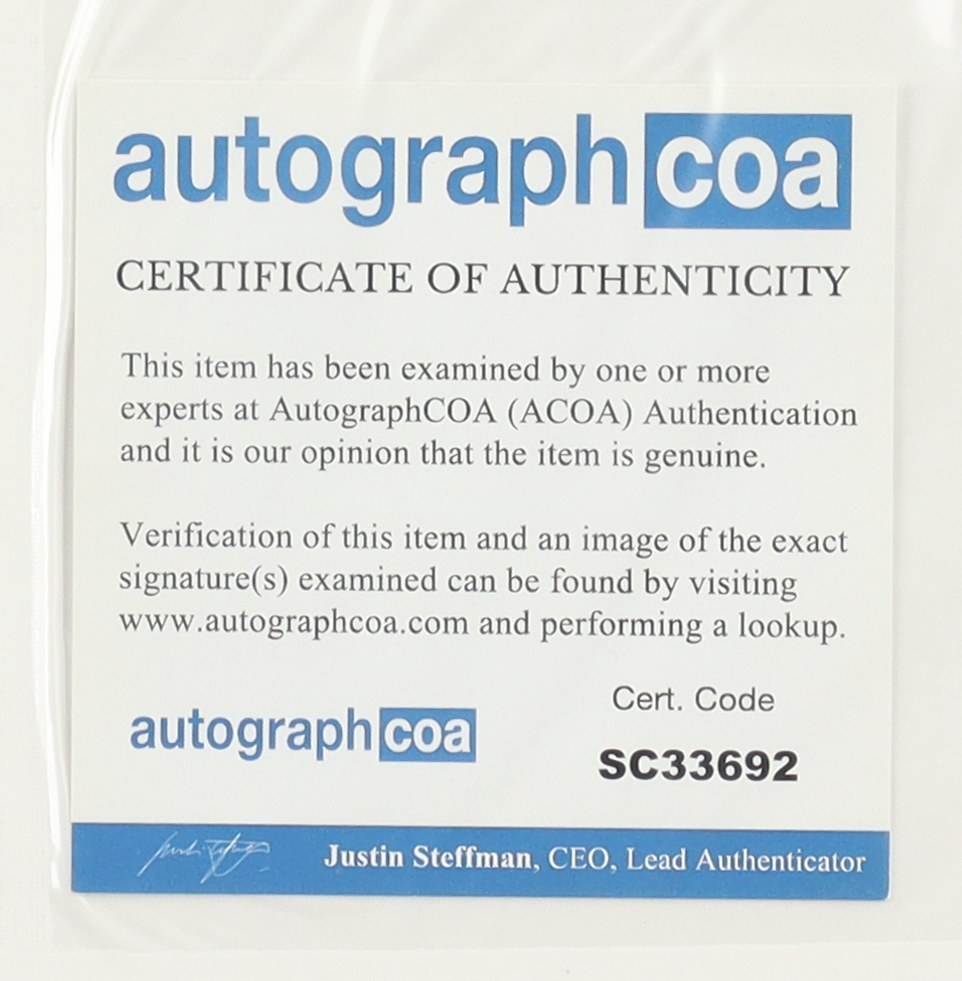 autographcoa
CERTIFICATE OF AUTHENTICITY
This item has been examined by one or more
experts at AutographCOA (ACOA) Authentication
and it is our opinion that the item is genuine.
Verification of this item and an image of the exact
signature(s) examined can be found by visiting
www.autographcoa.com and performing a lookup.
Cert. Code
autographcoa
SC33692
Justin Steffman, CEO, Lead Authenticator